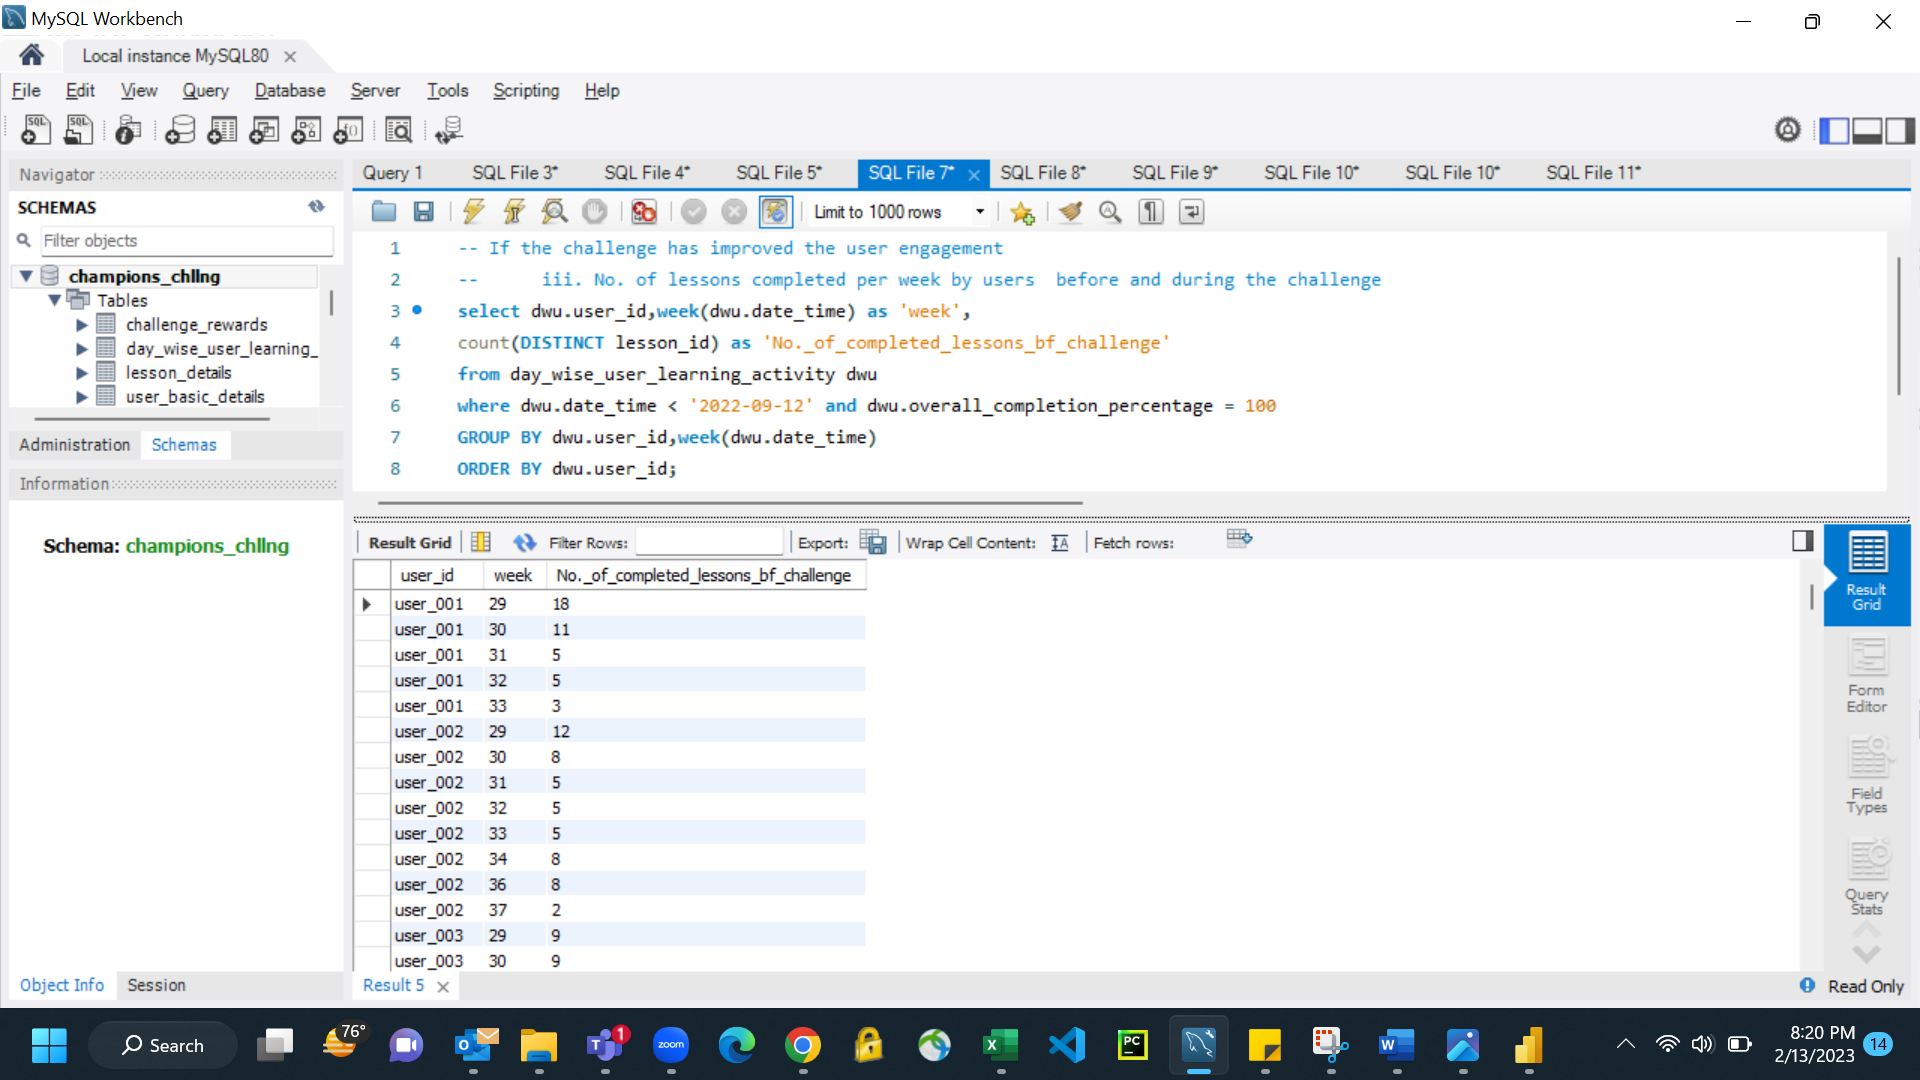 MySQL Workbench
Local instance MySQL80
File Edit View Query Database Server Tools Scripting Help
Navigator
SCHEMAS
Filter objects
champions_chllng
Tables
challenge_rewards
day_wise_user_learning_
lesson_details
user_basic_details
Administration Schemas
Information
Schema: champions_chllng
Object Info Session
Query 1 SQL File 3* SQL File 4* SQL File 5* SQL File 7* SQL File 8* SQL File 9* SQL File 10* SQL File 10* SQL File 11*
Limit to 1000 rows
1 -- If the challenge has improved the user engagement
2 -- iii. No. of lessons completed per week by users before and during the challenge
3 select dwu.user_id,week(dwu.date_time) as 'week',
4 count(DISTINCT lesson_id) as 'No._of_completed_lessons_bf_challenge'
5 from day_wise_user_learning_activity dwu
6 where dwu.date_time < '2022-09-12' and dwu.overall_completion_percentage = 100
7 GROUP BY dwu.user_id,week(dwu.date_time)
8 ORDER BY dwu.user_id;
Result Grid Filter Rows: Export: Wrap Cell Content: Fetch rows:
user_id week No._of_completed_lessons_bf_challenge
user_001 29 18
user_001 30 11
user_001 31 5
user_001 32 5
user_001 33 3
user_002 29 12
user_002 30 8
user_002 31 5
user_002 32 5
user_002 33 5
user_002 34 8
user_002 36 8
user_002 37 2
user_003 29 9
user_003 30 9
Result
Grid
Form
Editor
Field
Types
Query
Stats
Result 5
Read Only
Search
76°
1
zoom
PC
8:20 PM
2/13/2023
14